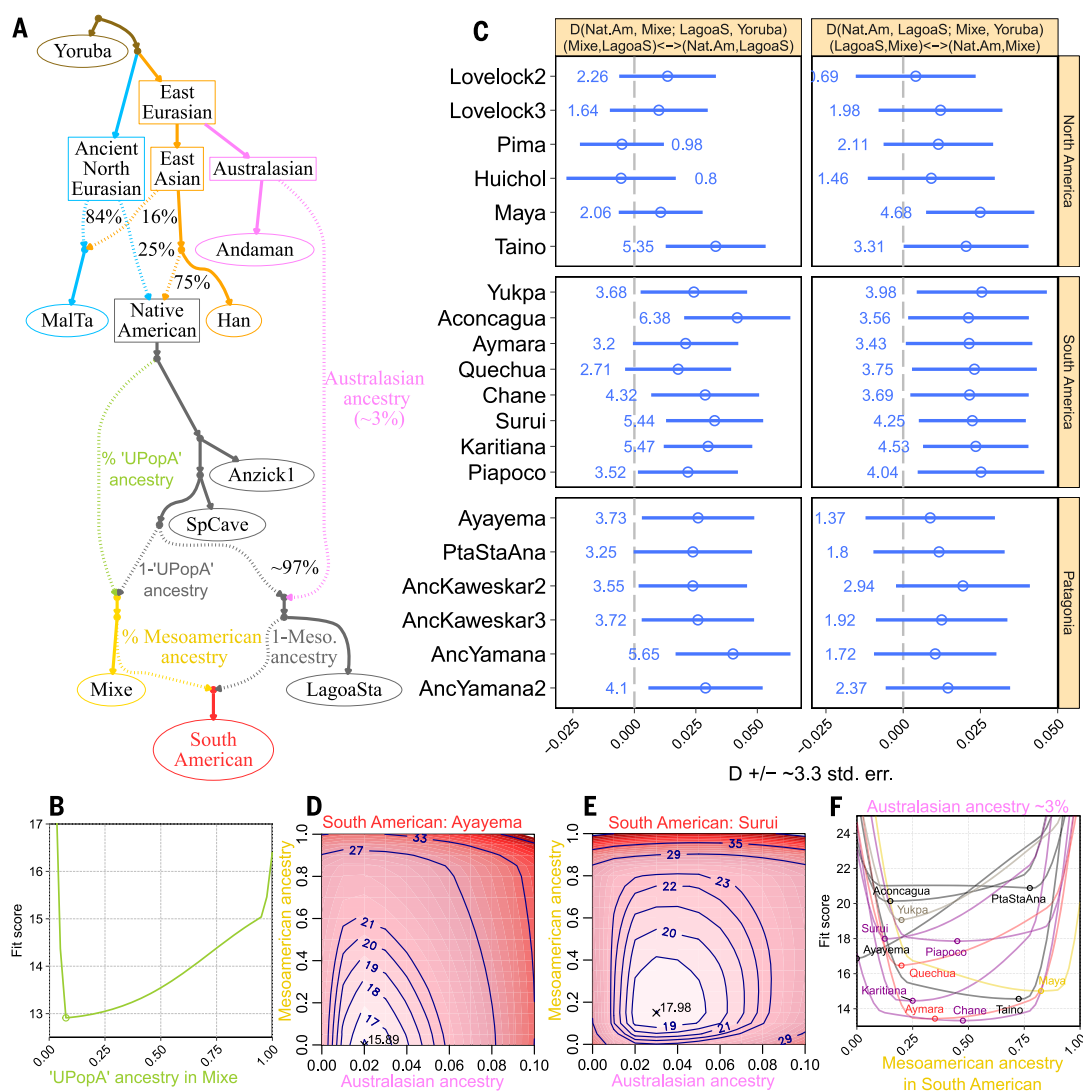 A
Yoruba
East
Eurasian
Ancient
North
Eurasian
East
Asian
Australasian
84%
16%
Andaman
25%
75%
MalTa
Native
American
Han
Australasian
ancestry
(~3%)
% 'UPopA'
ancestry
Anzick1
SpCave
1-'UPopA'
ancestry
~97%
% Mesoamerican
ancestry
1-Meso.
ancestry
Mixe
LagoaSta
South
American
C
D(Nat.Am, Mixe; LagoaS, Yoruba)
(Mixe,LagoaS)<->(Nat.Am,LagoaS)
D(Nat.Am, LagoaS; Mixe, Yoruba)
(LagoaS,Mixe)<->(Nat.Am,Mixe)
Lovelock2 2.26 0.69
Lovelock3 1.64 1.98
Pima 0.98 2.11
Huichol 0.8 1.46
Maya 2.06 4.68
Taino 5.35 3.31
North America
Yukpa 3.68 3.98
Aconcagua 6.38 3.56
Aymara 3.2 3.43
Quechua 2.71 3.75
Chane 4.32 3.69
Surui 5.44 4.25
Karitiana 5.47 4.53
Piapoco 3.52 4.04
South America
Ayayema 3.73 1.37
PtaStaAna 3.25 1.8
AncKaweskar2 3.55 2.94
AncKaweskar3 3.72 1.92
AncYamana 5.65 1.72
AncYamana2 4.1 2.37
Patagonia
−0.025 0.000 0.025 0.050 −0.025 0.000 0.025 0.050
D +/− ~3.3 std. err.
B
Fit score
17
16
15
14
13
0.00 0.25 0.50 0.75 1.00
'UPopA' ancestry in Mixe
D
South American: Ayayema
Mesoamerican ancestry
1.0
0.8
0.6
0.4
0.2
0.0
33
27
21
20
19
18
17
15.89
0.00 0.02 0.04 0.06 0.08 0.10
Australasian ancestry
E
South American: Surui
Mesoamerican ancestry
1.0
0.8
0.6
0.4
0.2
0.0
35
29
23
22
21
20
17.98
19
21
29
0.00 0.02 0.04 0.06 0.08 0.10
Australasian ancestry
F
Australasian ancestry ~3%
Fit score
24
22
20
18
16
14
Aconcagua
PtaStaAna
Yukpa
Surui
Piapoco
Ayayema
Quechua
Maya
Karitiana
Taino
Aymara
Chane
0.00 0.25 0.50 0.75 1.00
Mesoamerican ancestry
in South American